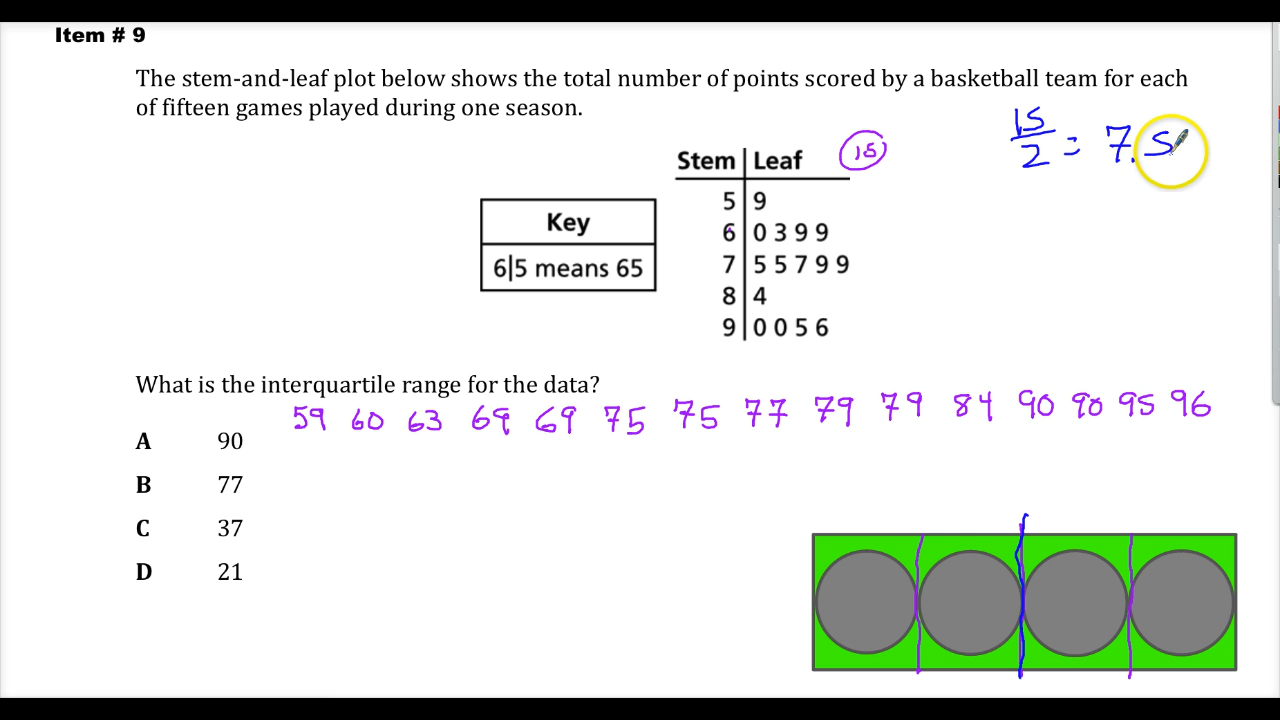 Item # 9
The stem-and-leaf plot below shows the total number of points scored by a basketball team for each
of fifteen games played during one season.
15/2 = 7.5
Stem | Leaf 15
5 | 9
6 | 0 3 9 9
7 | 5 5 7 9 9
8 | 4
9 | 0 0 5 6
Key
6|5 means 65
What is the interquartile range for the data?
59 60 63 69 69 75 75 77 79 79 84 90 90 95 96
A 90
B 77
C 37
D 21